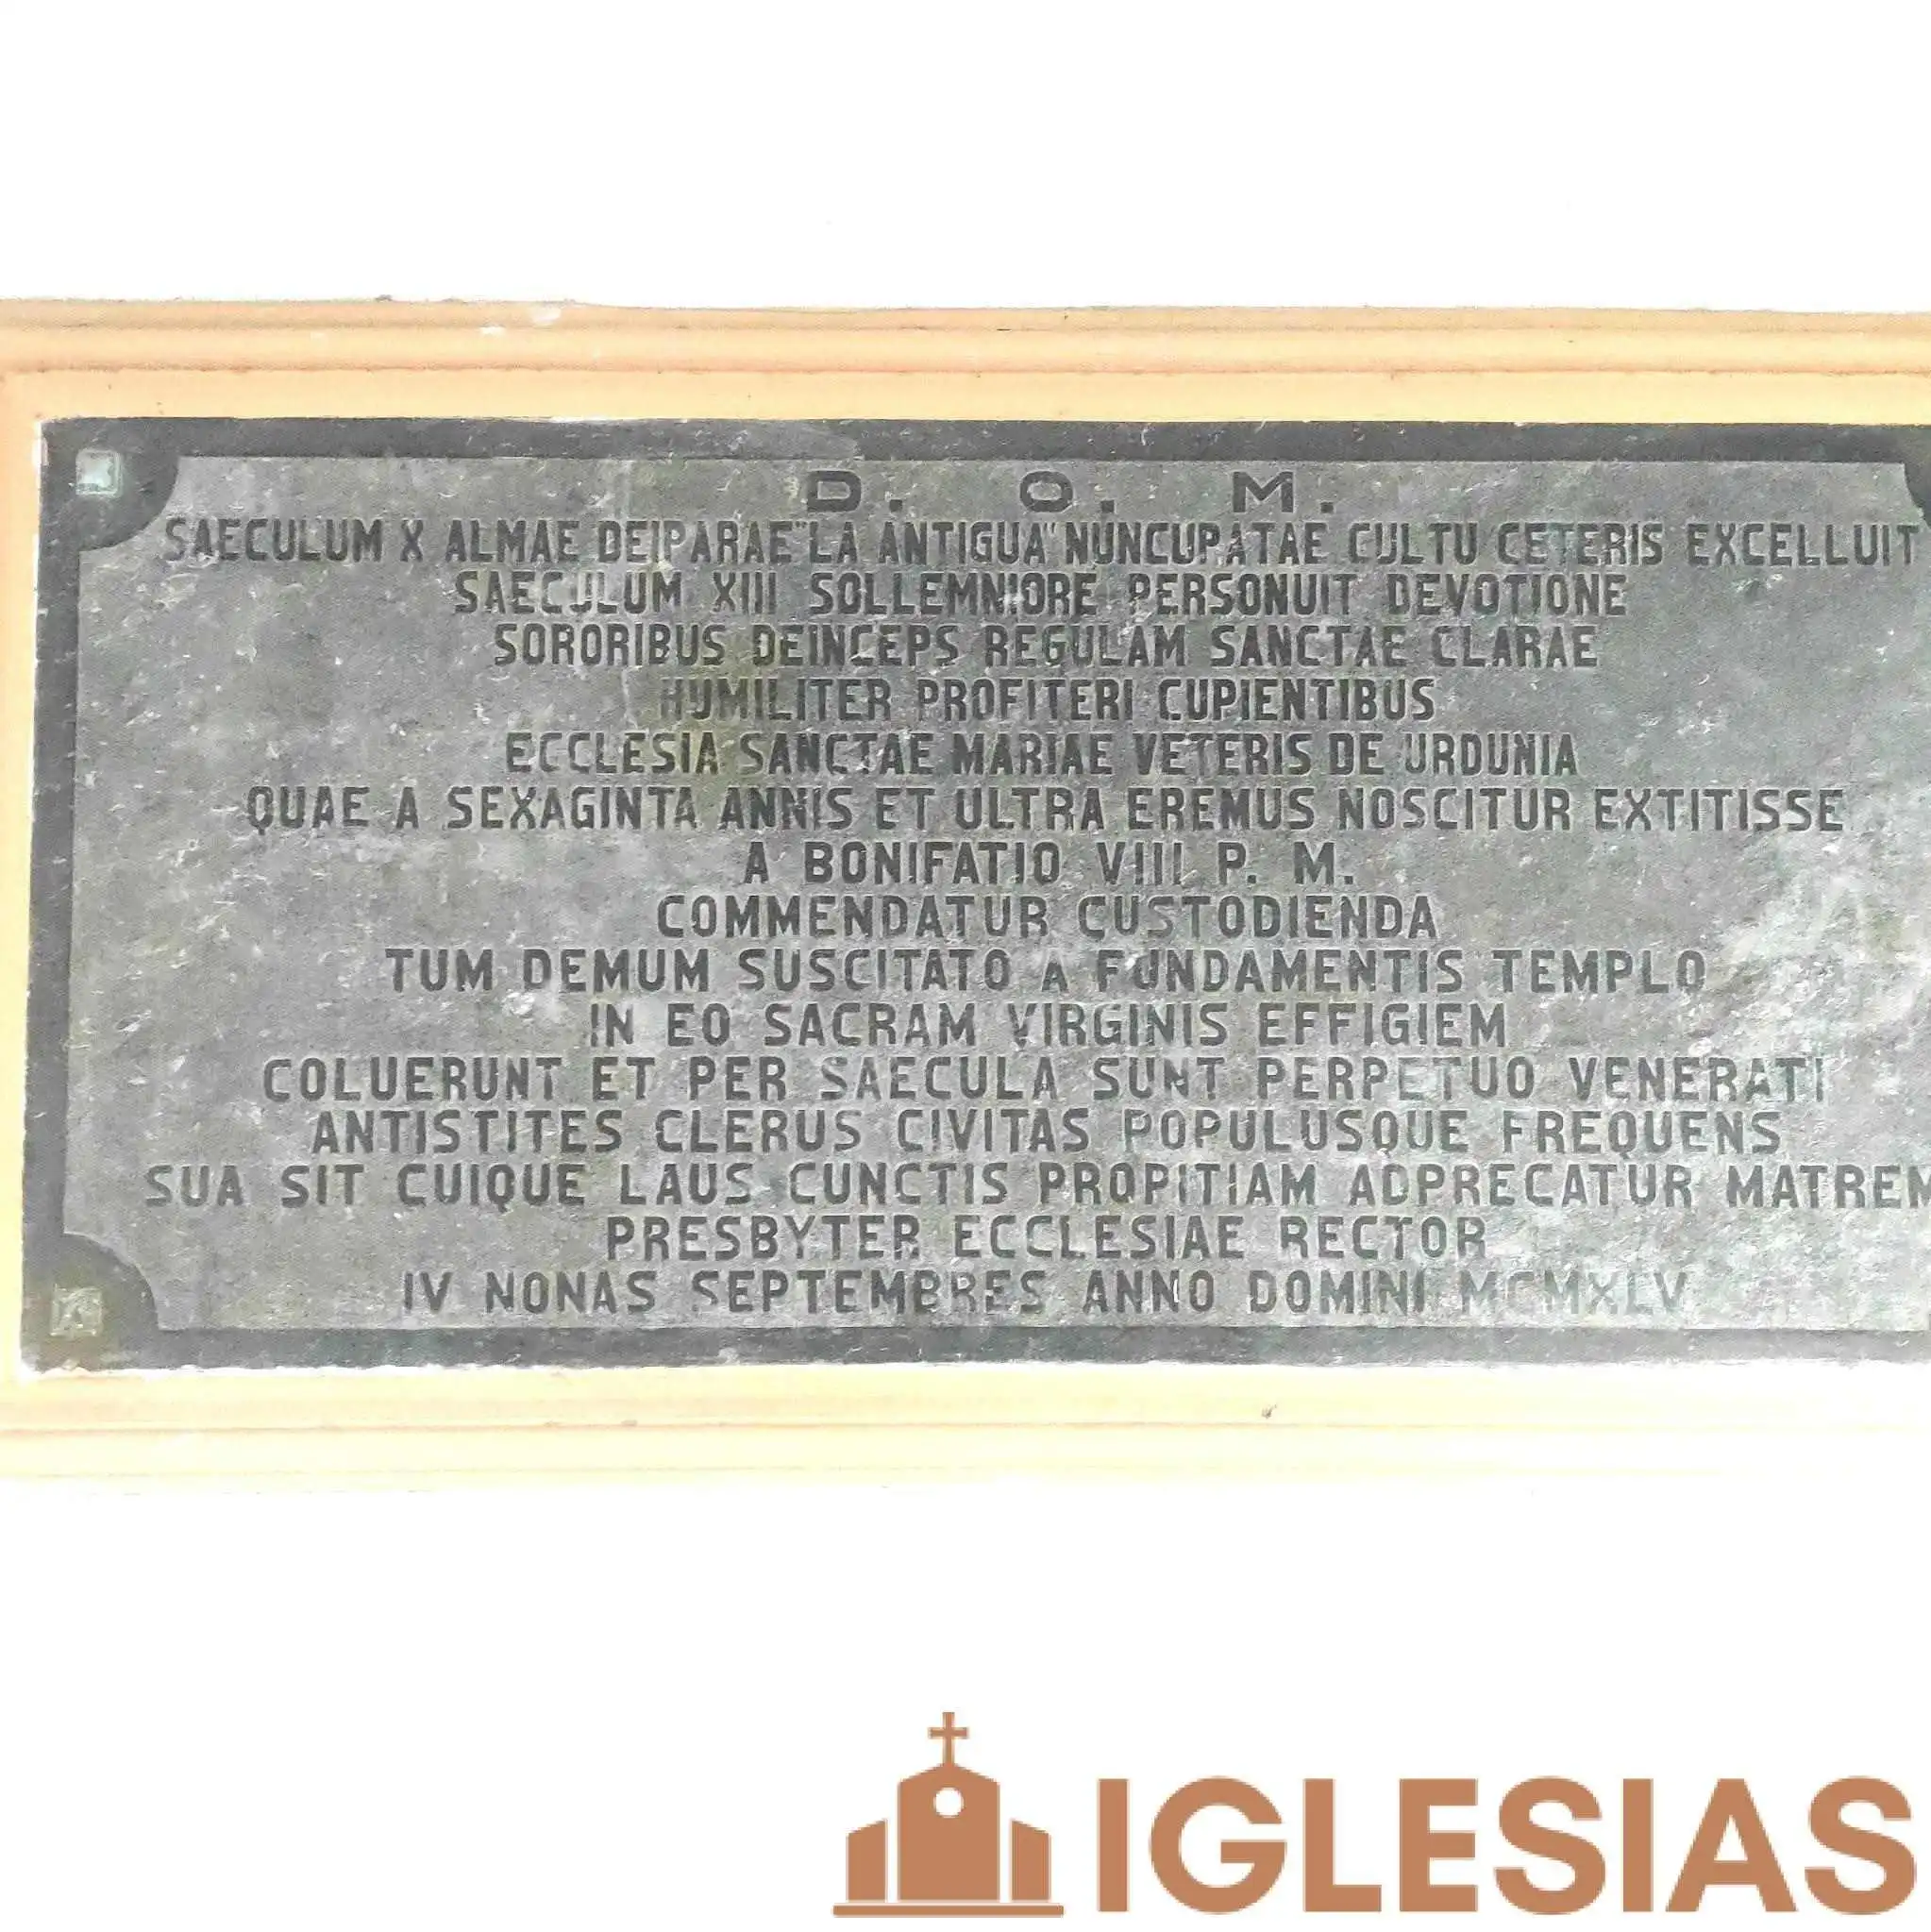 D. O. M.
SAECULUM X ALMAE DEIPARAE "LA ANTIGUA" NUNCUPATAE CULTU CETERIS EXCELLUIT
SAECULUM XIII SOLLEMNIORE PERSONUIT DEVOTIONE
SORORIBUS DEINCEPS REGULAM SANCTAE CLARAE
HUMILITER PROFITERI CUPIENTIBUS
ECCLESIA SANCTAE MARIAE VETERIS DE URDUNIA
QUAE A SEXAGINTA ANNIS ET ULTRA EREMUS NOSCITUR EXTITISSE
A BONIFATIO VIII P. M.
COMMENDATUR CUSTODIENDA
TUM DEMUM SUSCITATO A FUNDAMENTIS TEMPLO
IN EO SACRAM VIRGINIS EFFIGIEM
COLUERUNT ET PER SAECULA SUNT PERPETUO VENERATI
ANTISTITES CLERUS CIVITAS POPULUSQUE FREQUENS
SUA SIT CUIQUE LAUS CUNCTIS PROPITIAM ADPRECATUR MATREM
PRESBYTER ECCLESIAE RECTOR
IV NONAS SEPTEMBRES ANNO DOMINI MCMXLV
IGLESIAS